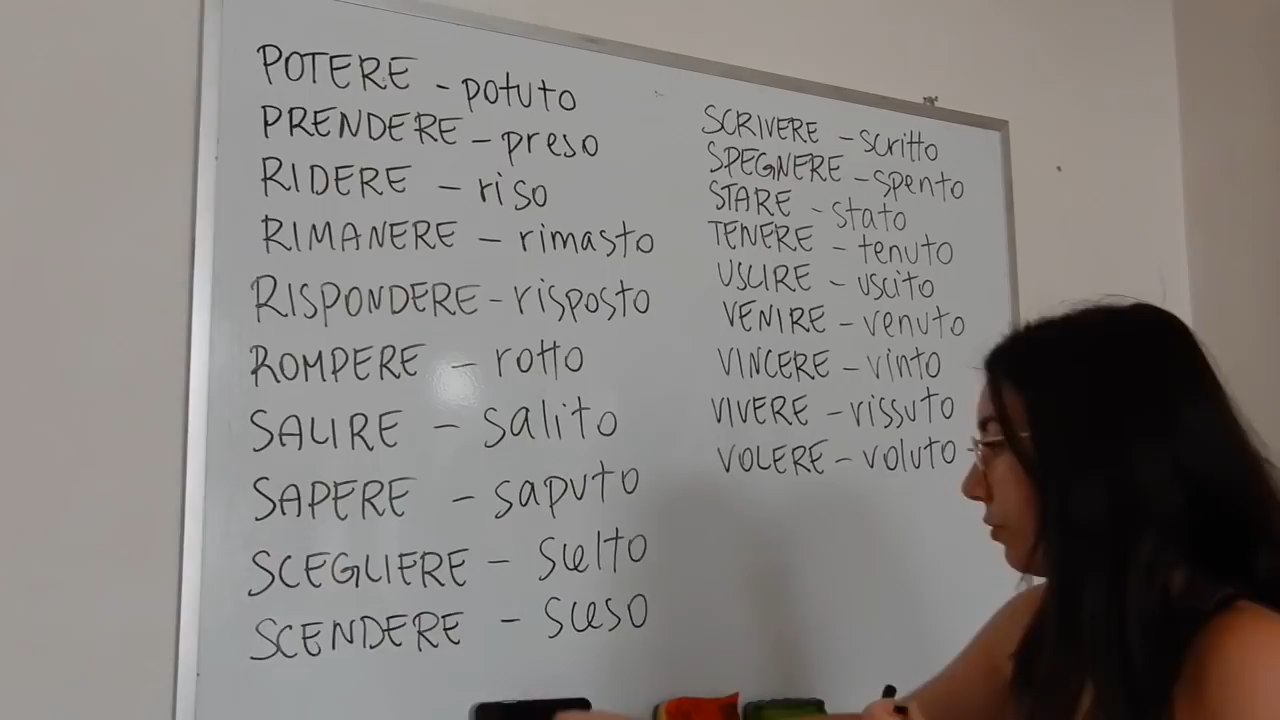 POTERE - potuto
PRENDERE - preso
RIDERE - riso
RIMANERE - rimasto
RISPONDERE - risposto
ROMPERE - rotto
SALIRE - salito
SAPERE - saputo
SCEGLIERE - scelto
SCENDERE - sceso
SCRIVERE - scritto
SPEGNERE - spento
STARE - stato
TENERE - tenuto
USCIRE - uscito
VENIRE - venuto
VINCERE - vinto
VIVERE - rissuto
VOLERE - voluto